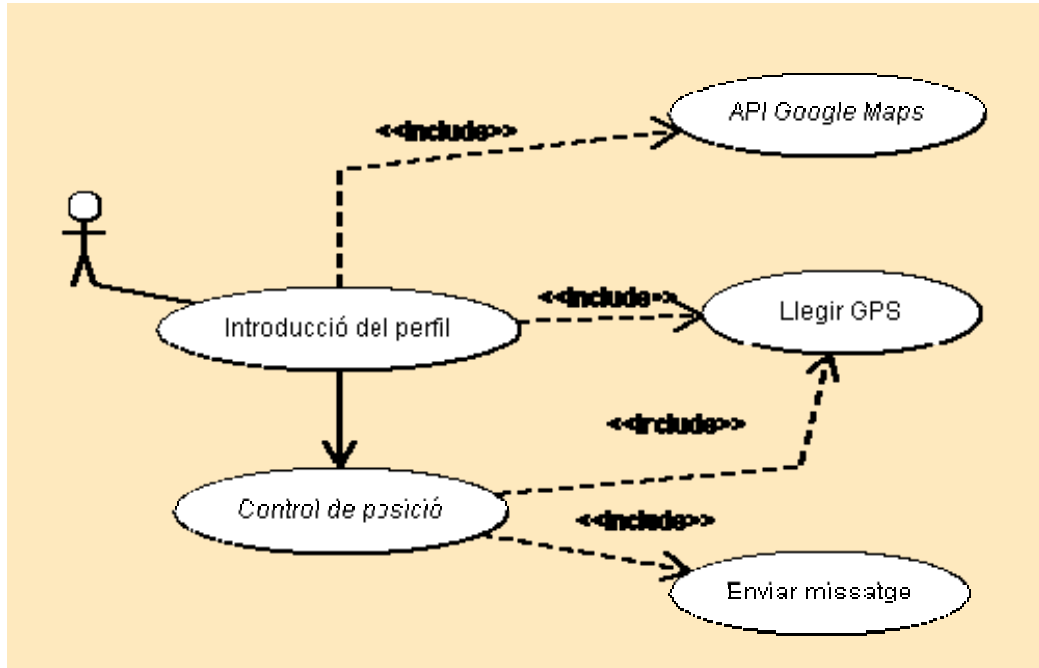 API Google Maps
<<include>>
<<include>>
Llegir GPS
Introducció del perfil
<<include>>
Control de posició
<<include>>
Enviar missatge